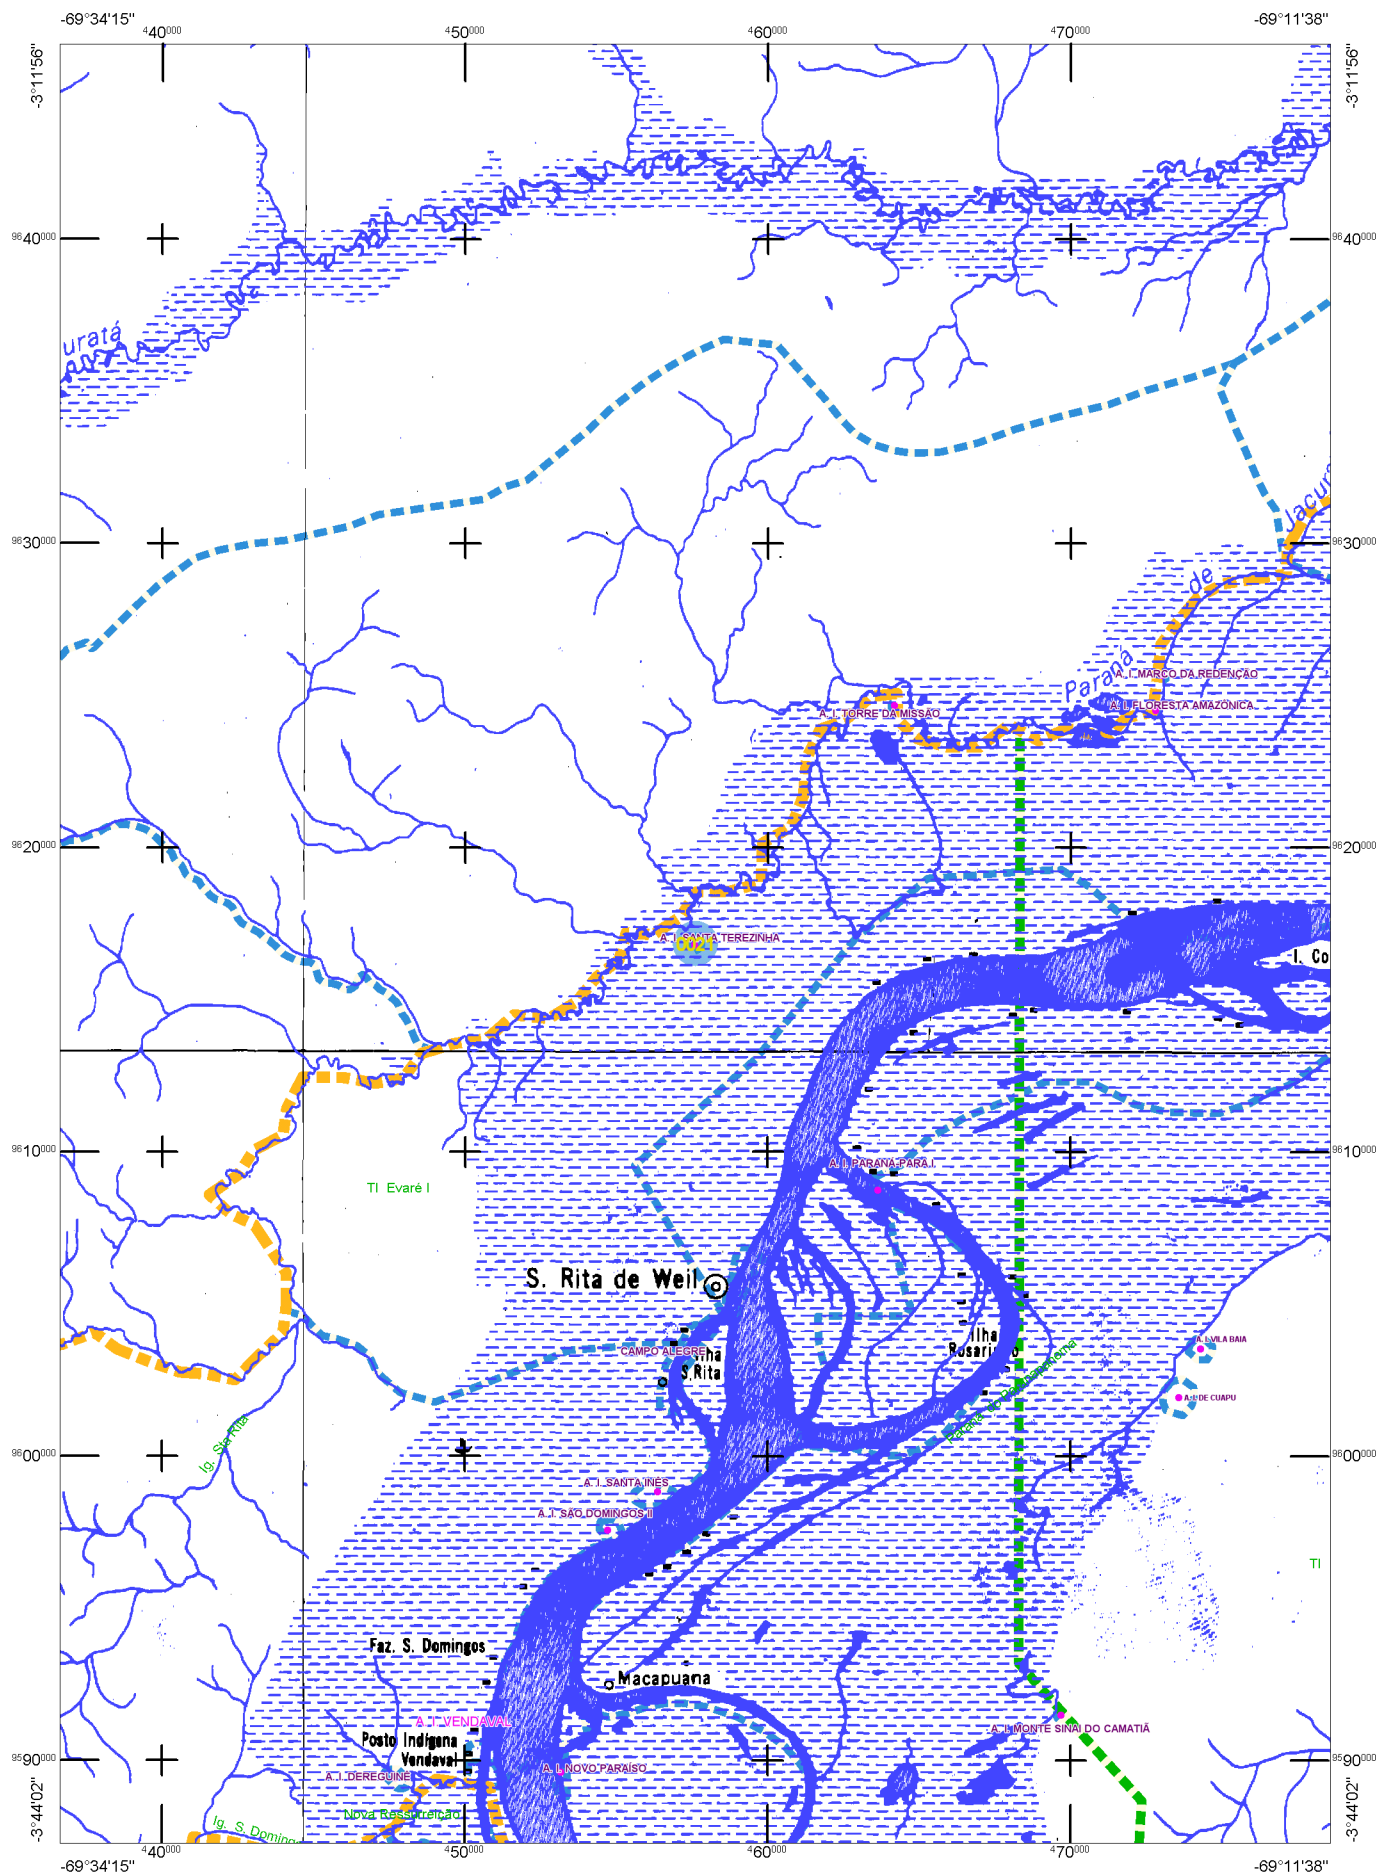 -69°34'15"
-69°11'38"
440000
450000
460000
470000
-3°11'56"
-3°11'56"
9640000
9640000
uratá
Jacura
9630000
9630000
de
Paraná
A. I. MARCO DA REDENÇÃO
A. I. FLORESTA AMAZÔNICA
A. I. TORRE DA MISSÃO
9620000
9620000
A. I. SANTA TEREZINHA
0021
I. Co
9610000
9610000
A. I. PARANÁ PARÁ I
TI Evaré I
S. Rita de Weil
CAMPO ALEGRE
Ilha
S.Rita
Ilha
A. I. VILA BAIA
A. I. DE CUAPU
Ig. Sta Rita
9600000
9600000
A. I. SANTA INÊS
A. I. SÃO DOMINGOS II
TI
Faz. S. Domingos
Macapuana
A. I. VENDAVAL
A. I. MONTE SINAI DO CAMATIÃ
Posto Indígena
Vendaval
9590000
9590000
A. I. DEREGUINE
A. I. NOVO PARAÍSO
Nova Ressurreição
Ig. S. Doming
-3°44'02"
-3°44'02"
440000
450000
460000
470000
-69°34'15"
-69°11'38"